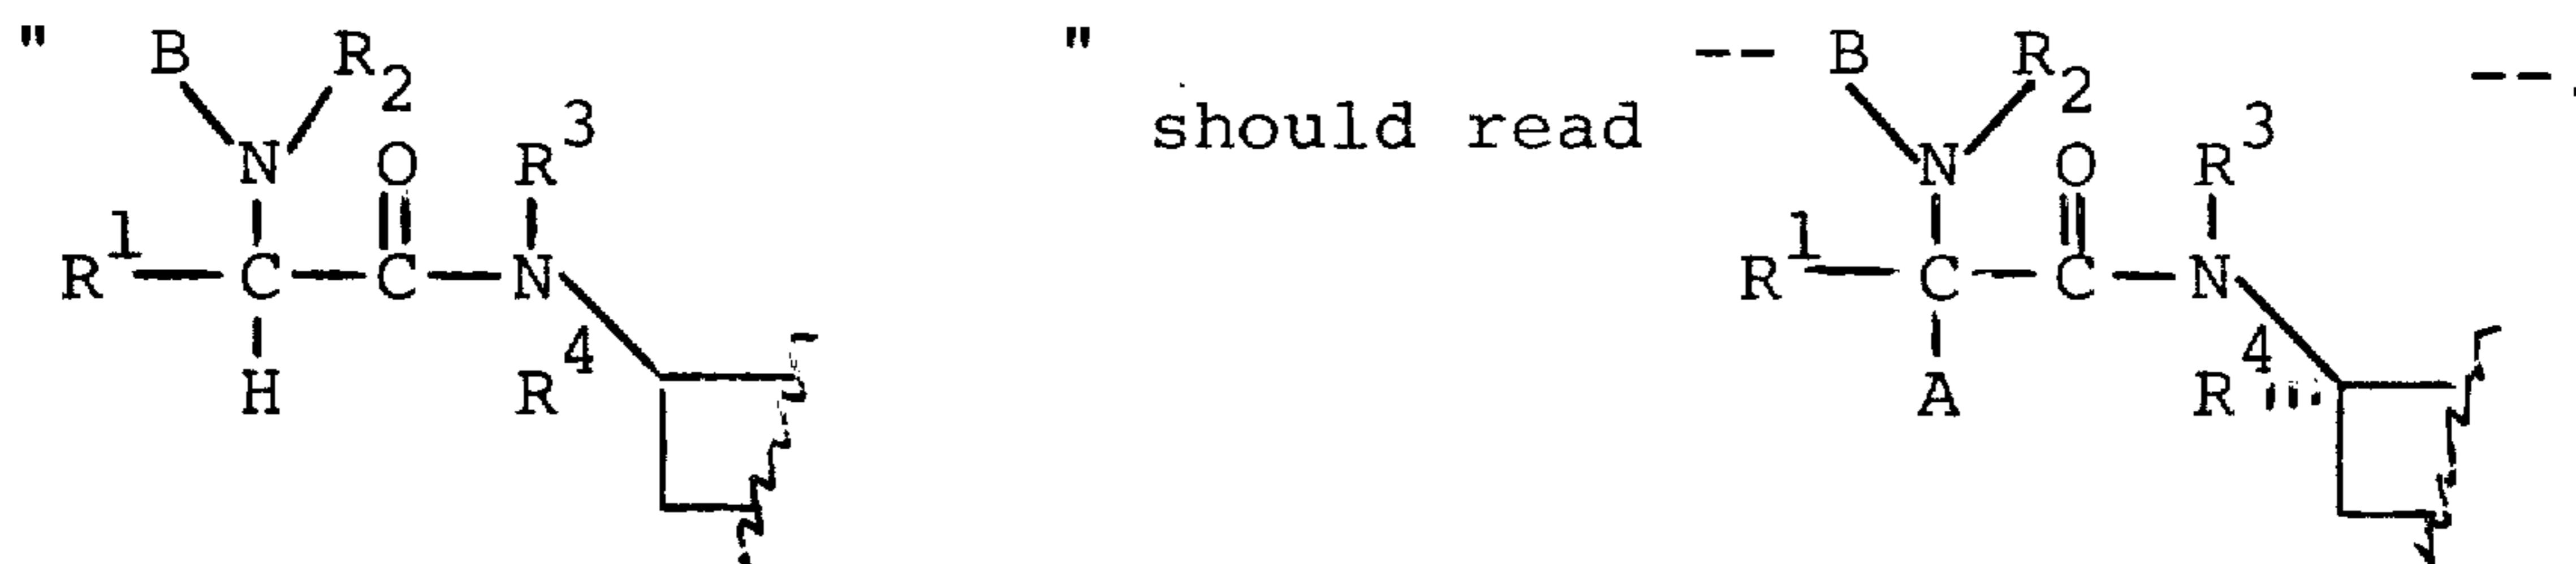 " B R2 " -- B R2 --.
should read
N O R3 N O R3
R1 C C N R1 C C N
H R4 A R4